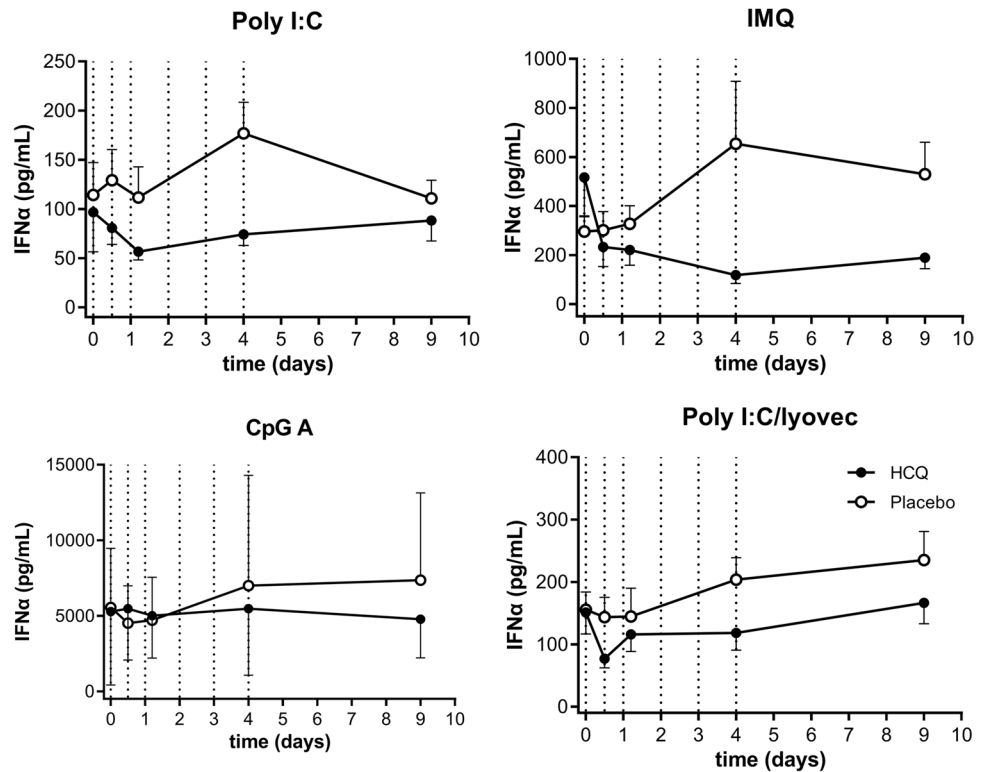 Poly I:C
IFNα (pg/mL)
250
200
150
100
50
0
0 1 2 3 4 5 6 7 8 9 10
time (days)
IMQ
IFNα (pg/mL)
1000
800
600
400
200
0
0 1 2 3 4 5 6 7 8 9 10
time (days)
CpG A
IFNα (pg/mL)
15000
10000
5000
0
0 1 2 3 4 5 6 7 8 9 10
time (days)
Poly I:C/lyovec
IFNα (pg/mL)
400
300
200
100
0
HCQ
Placebo
0 1 2 3 4 5 6 7 8 9 10
time (days)